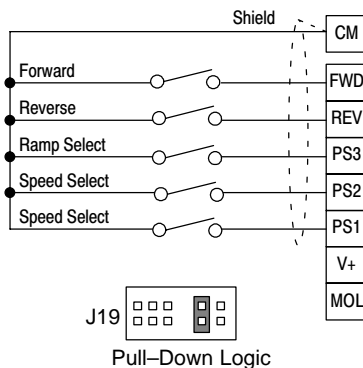 Shield
CM
Forward
FWD
Reverse
REV
Ramp Select
PS3
Speed Select
PS2
Speed Select
PS1
V+
MOL
J19
Pull–Down Logic